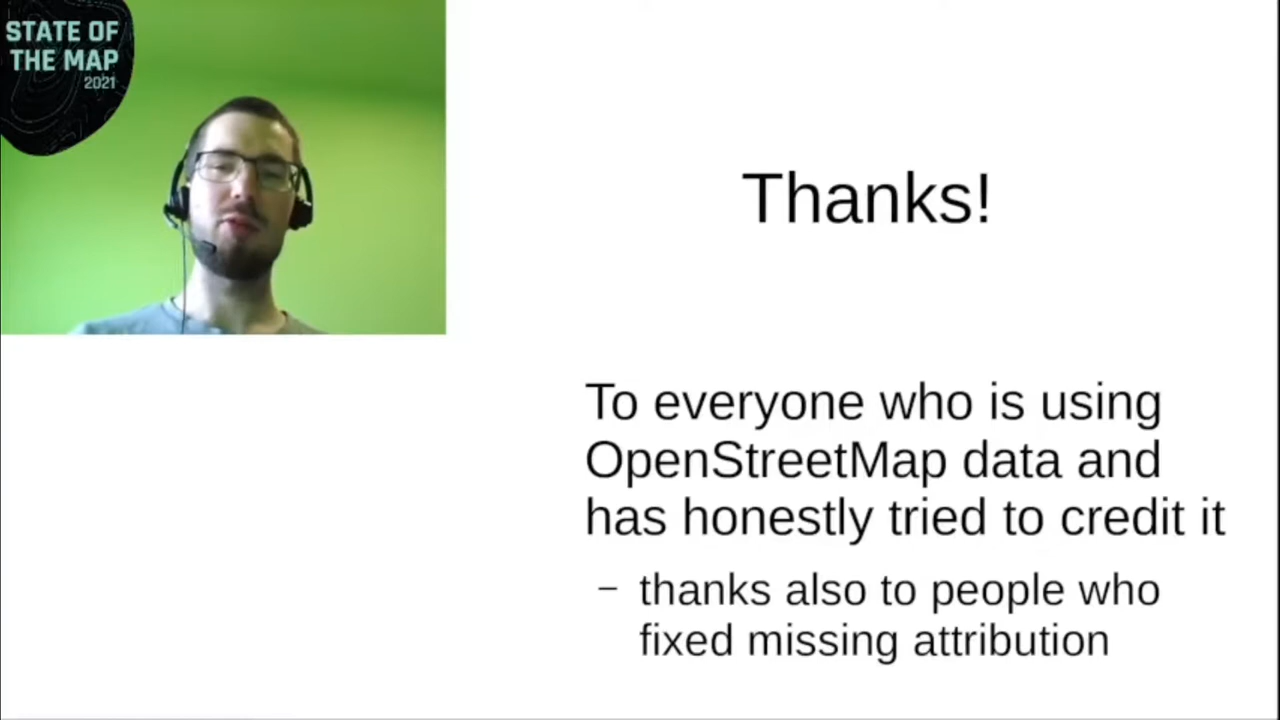 STATE OF
THE MAP
2021
Thanks!
To everyone who is using
OpenStreetMap data and
has honestly tried to credit it
– thanks also to people who
fixed missing attribution